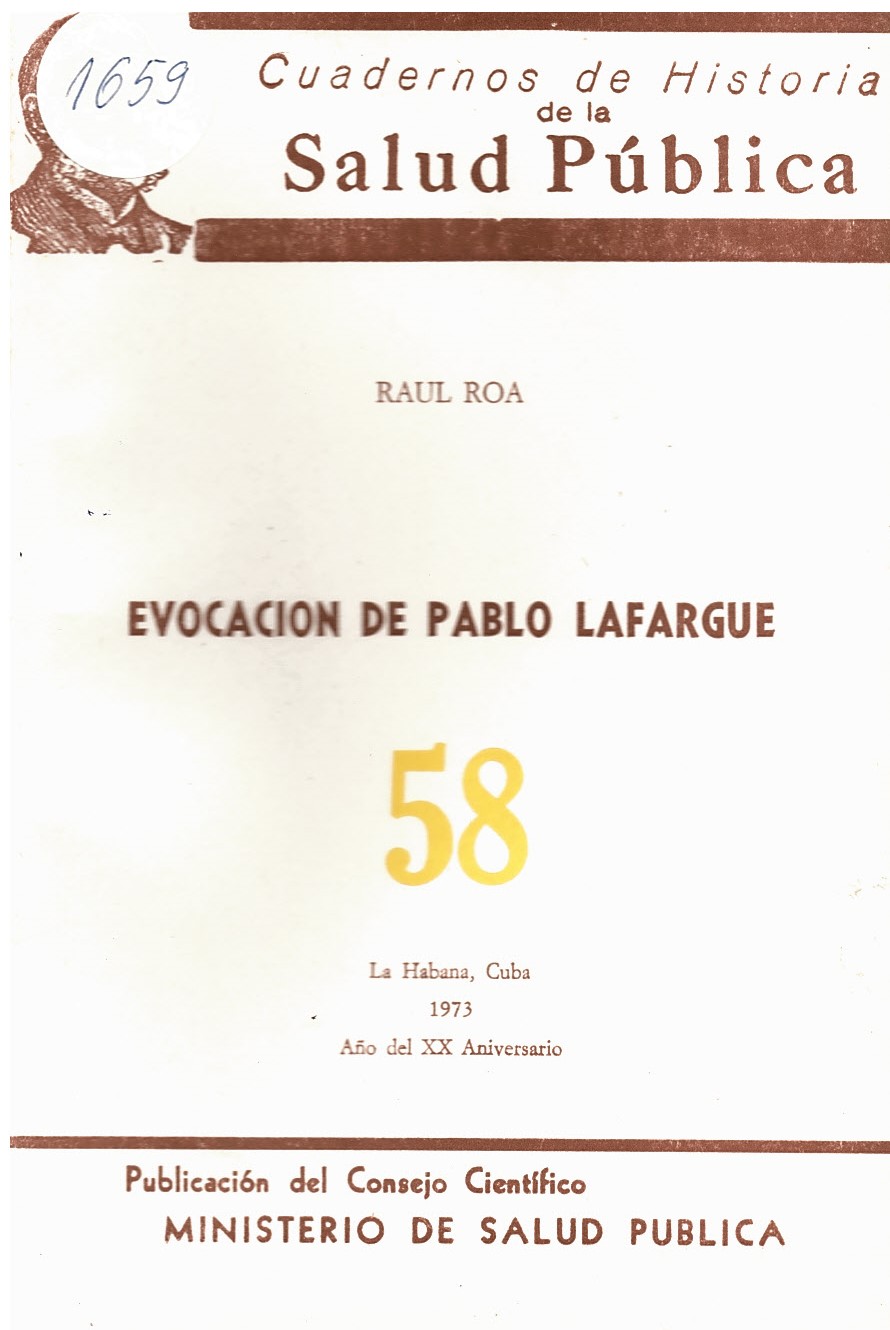 1659
Cuadernos de Historia
de la
Salud Pública
RAUL ROA
EVOCACION DE PABLO LAFARGUE
58
La Habana, Cuba
1973
Año del XX Aniversario
Publicación del Consejo Científico
MINISTERIO DE SALUD PUBLICA